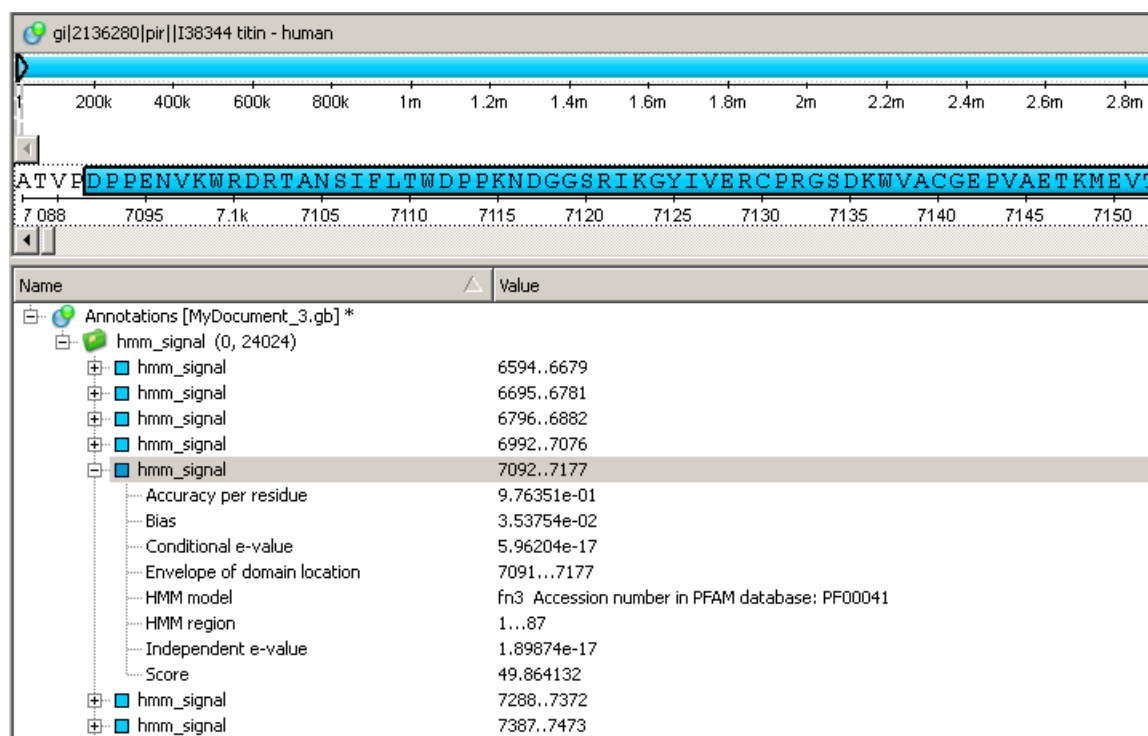 gi|2136280|pir||I38344 titin - human
1 200k 400k 600k 800k 1m 1.2m 1.4m 1.6m 1.8m 2m 2.2m 2.4m 2.6m 2.8m
ATVPDPPENVKWRDRTANSIFLTWDPPKNDGGSRIKGYIVERCPRGSDKWVACGEPVAETKMEVT
7 088 7095 7.1k 7105 7110 7115 7120 7125 7130 7135 7140 7145 7150
Name Value
Annotations [MyDocument_3.gb] *
hmm_signal (0, 24024)
hmm_signal 6594..6679
hmm_signal 6695..6781
hmm_signal 6796..6882
hmm_signal 6992..7076
hmm_signal 7092..7177
Accuracy per residue 9.76351e-01
Bias 3.53754e-02
Conditional e-value 5.96204e-17
Envelope of domain location 7091...7177
HMM model fn3 Accession number in PFAM database: PF00041
HMM region 1...87
Independent e-value 1.89874e-17
Score 49.864132
hmm_signal 7288..7372
hmm_signal 7387..7473